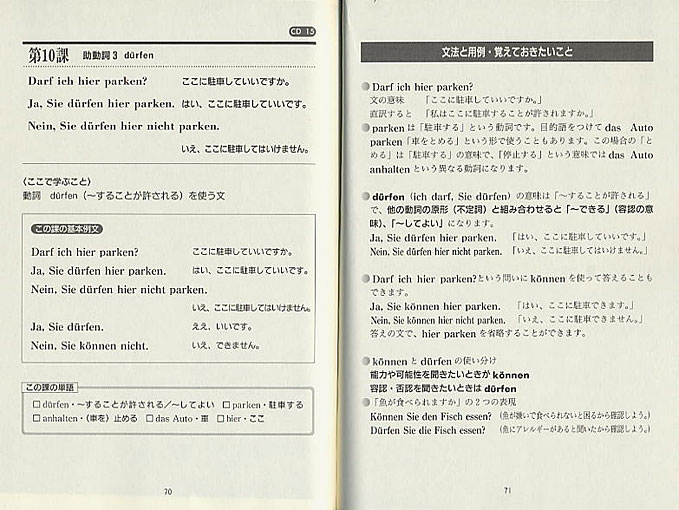 CD 15
第10課 助動詞3 dürfen
Darf ich hier parken? ここに駐車していいですか。
Ja, Sie dürfen hier parken. はい、ここに駐車していいです。
Nein, Sie dürfen hier nicht parken.
いえ、ここに駐車してはいけません。
〈ここで学ぶこと〉
動詞 dürfen（〜することが許される）を使う文
この課の基本例文
Darf ich hier parken? ここに駐車していいですか。
Ja, Sie dürfen hier parken. はい、ここに駐車していいです。
Nein, Sie dürfen hier nicht parken.
いえ、ここに駐車してはいけません。
Ja, Sie dürfen. ええ、いいです。
Nein, Sie können nicht. いえ、できません。
この課の単語
□ dürfen・〜することが許される／〜してよい □ parken・駐車する
□ anhalten・（車を）止める □ das Auto・車 □ hier・ここ
70
文法と用例・覚えておきたいこと
Darf ich hier parken?
文の意味 「ここに駐車していいですか。」
直訳すると 「私はここに駐車することが許されますか。」
parken は「駐車する」という動詞です。目的語をつけて das Auto
parken「車をとめる」という形で使うこともあります。この場合の「と
める」は「駐車する」の意味で、「停止する」という意味では das Auto
anhalten という異なる動詞になります。
dürfen（ich darf, Sie dürfen）の意味は「〜することが許される」
で、他の動詞の原形（不定詞）と組み合わせると「〜できる」（容認の意
味）、「〜してよい」になります。
Ja, Sie dürfen hier parken. 「はい、ここに駐車していいです。」
Nein, Sie dürfen hier nicht parken. 「いえ、ここに駐車してはいけません。」
Darf ich hier parken?という問いに können を使って答えることも
できます。
Ja, Sie können hier parken. 「はい、ここに駐車できます。」
Nein, Sie können hier nicht parken. 「いえ、ここに駐車できません。」
答えの文で、hier parken を省略することができます。
können と dürfen の使い分け
能力や可能性を聞きたいときが können
容認・否認を聞きたいときは dürfen
「魚が食べられますか」の2つの表現
Können Sie den Fisch essen? （魚が嫌いで食べられないと困るから確認しよう。）
Dürfen Sie die Fisch essen? （魚にアレルギーがあると聞いたから確認しよう。）
71